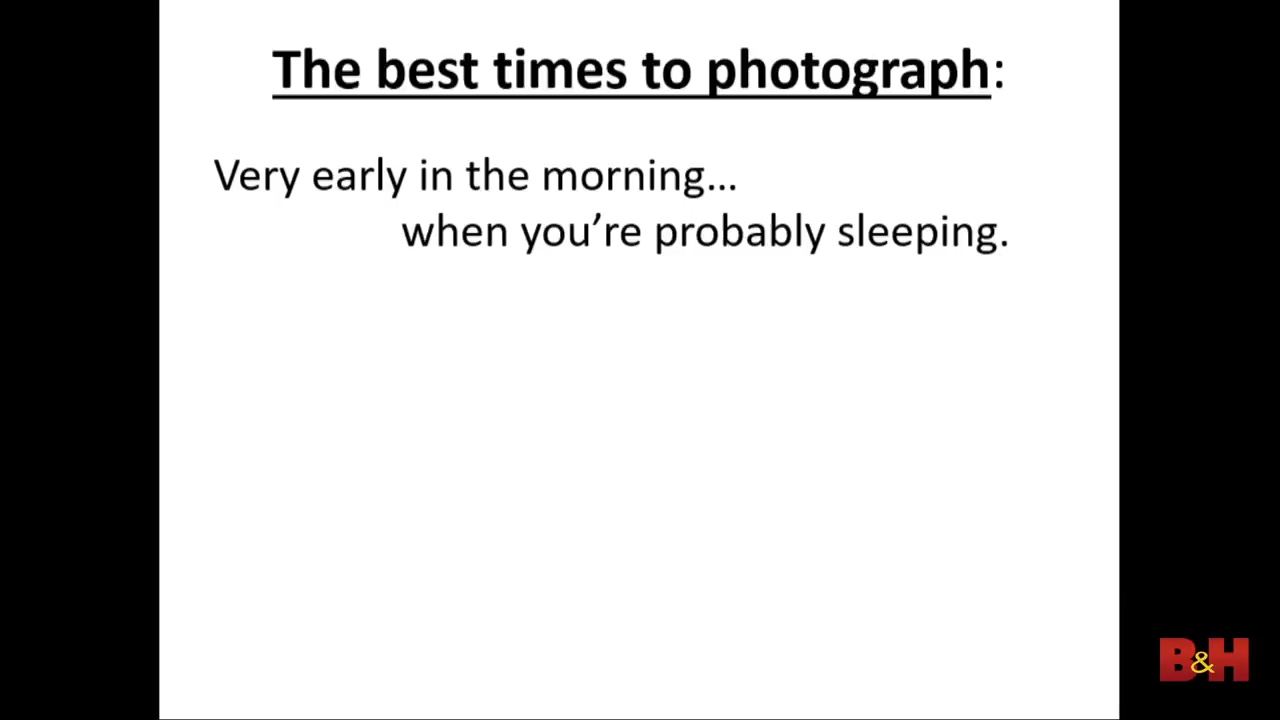 The best times to photograph:
Very early in the morning...
when you’re probably sleeping.
B&H